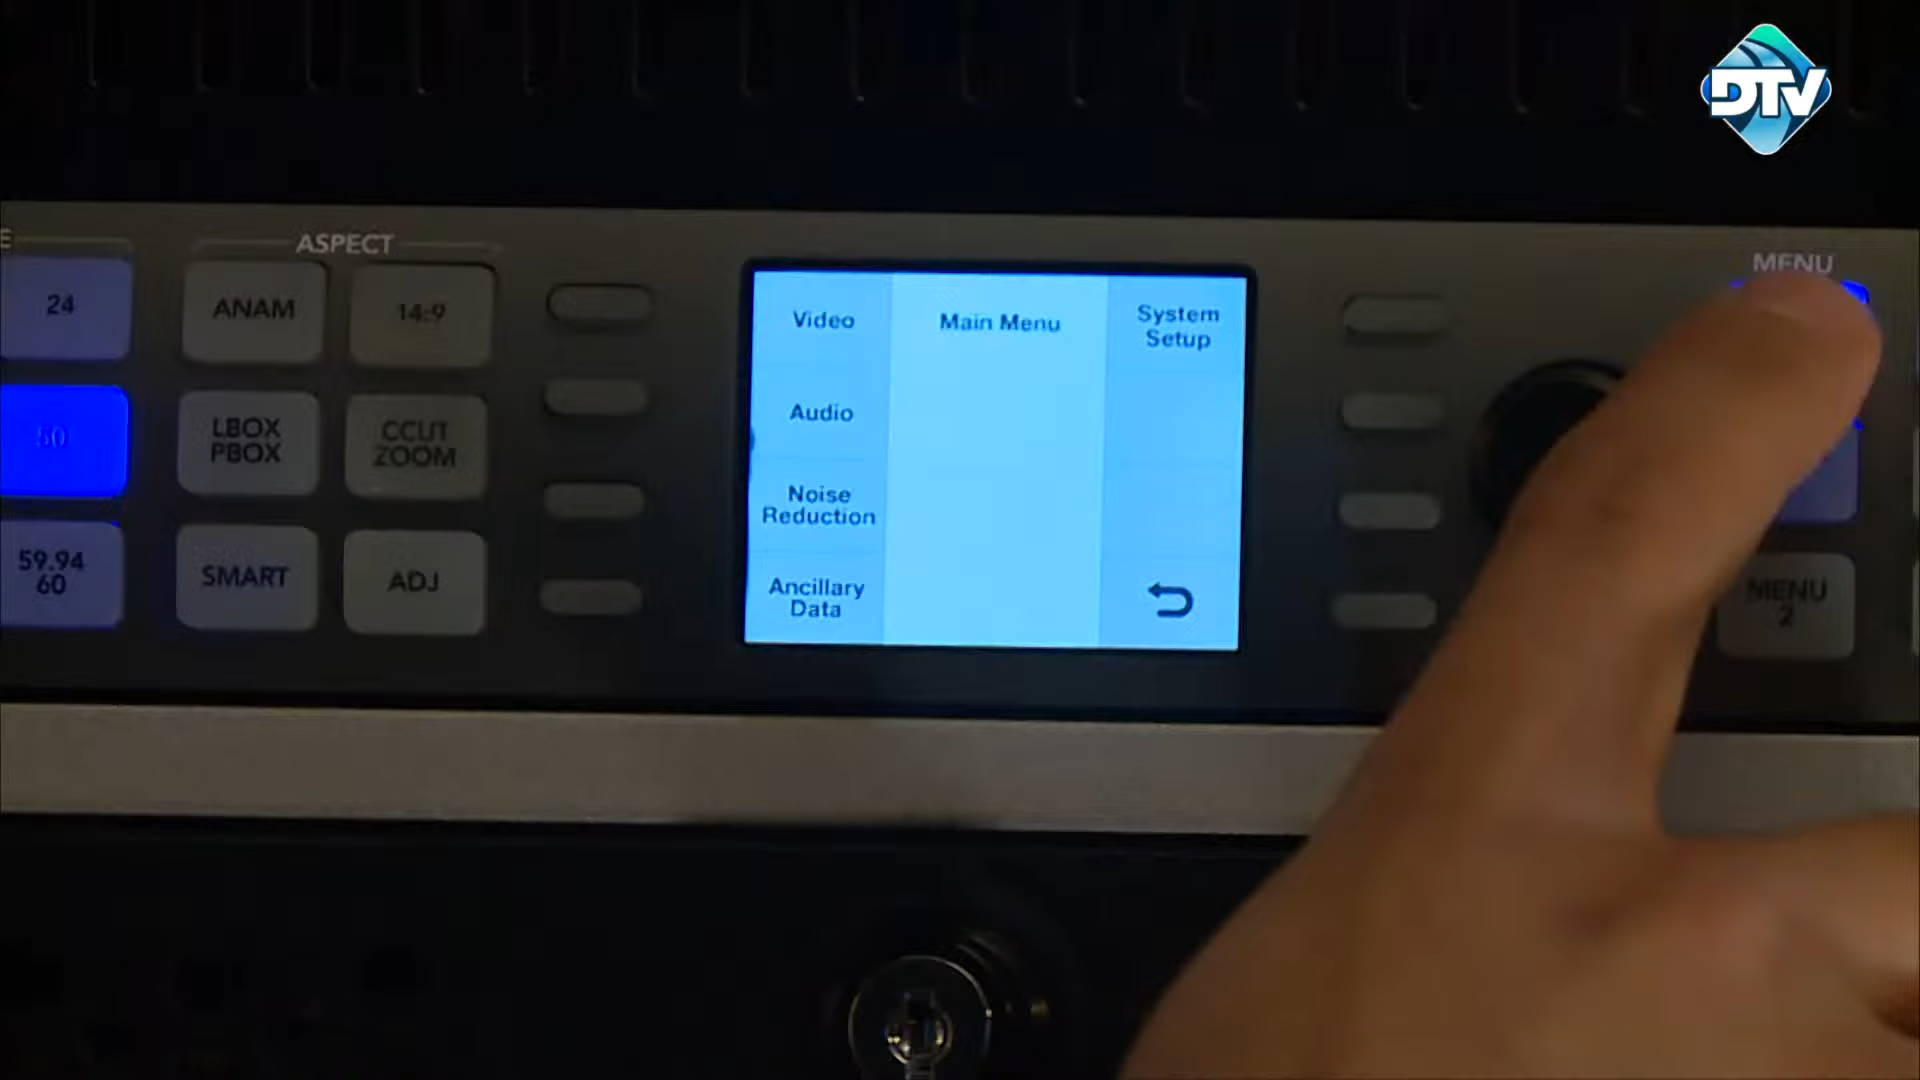 DTV
ASPECT
MENU
24
ANAM
14:9
Video
Main Menu
System
Setup
50
LBOX
PBOX
CCUT
ZOOM
Audio
Noise
Reduction
59.94
60
SMART
ADJ
Ancillary
Data
MENU
2